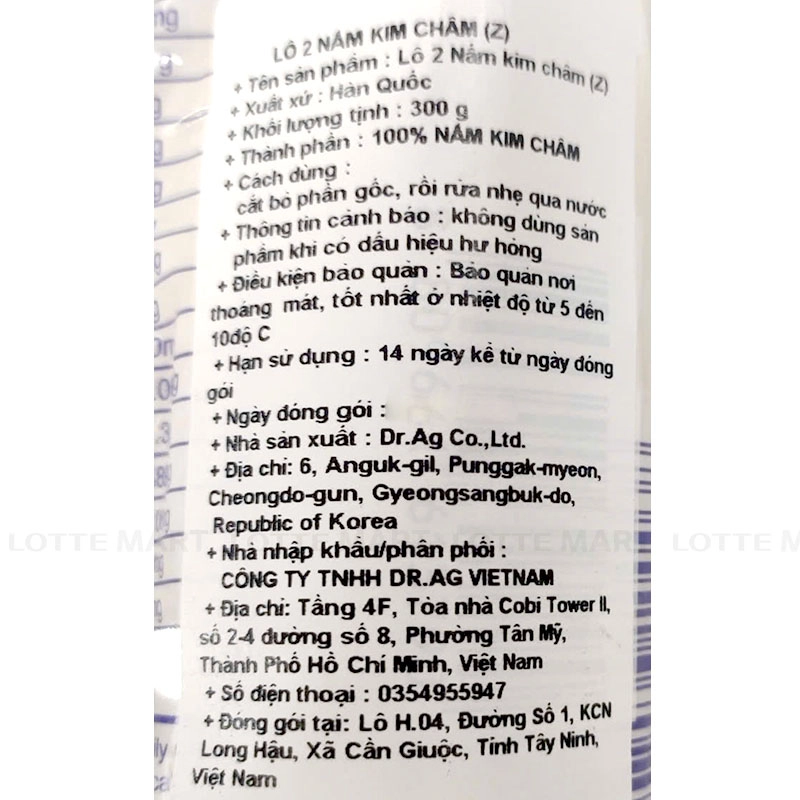 LÔ 2 NẤM KIM CHÂM (Z)
+ Tên sản phẩm : Lô 2 Nấm kim châm (Z)
+ Xuất xứ : Hàn Quốc
+ Khối lượng tịnh : 300 g
+ Thành phần : 100% NẤM KIM CHÂM
+ Cách dùng :
cắt bỏ phần gốc, rồi rửa nhẹ qua nước
+ Thông tin cảnh báo : không dùng sản
phẩm khi có dấu hiệu hư hỏng
+ Điều kiện bảo quản : Bảo quản nơi
thoáng mát, tốt nhất ở nhiệt độ từ 5 đến
10độ C
+ Hạn sử dụng : 14 ngày kể từ ngày đóng
gói
+ Ngày đóng gói :
+ Nhà sản xuất : Dr.Ag Co.,Ltd.
+ Địa chỉ: 6, Anguk-gil, Punggak-myeon,
Cheongdo-gun, Gyeongsangbuk-do,
Republic of Korea
LOTTE MART LOTTE MART LOTTE M
+ Nhà nhập khẩu/phân phối :
CÔNG TY TNHH DR.AG VIETNAM
+ Địa chỉ: Tầng 4F, Tòa nhà Cobi Tower II,
số 2-4 đường số 8, Phường Tân Mỹ,
Thành Phố Hồ Chí Minh, Việt Nam
+ Số điện thoại : 0354955947
+ Đóng gói tại: Lô H.04, Đường Số 1, KCN
Long Hậu, Xã Cần Giuộc, Tỉnh Tây Ninh,
Việt Nam